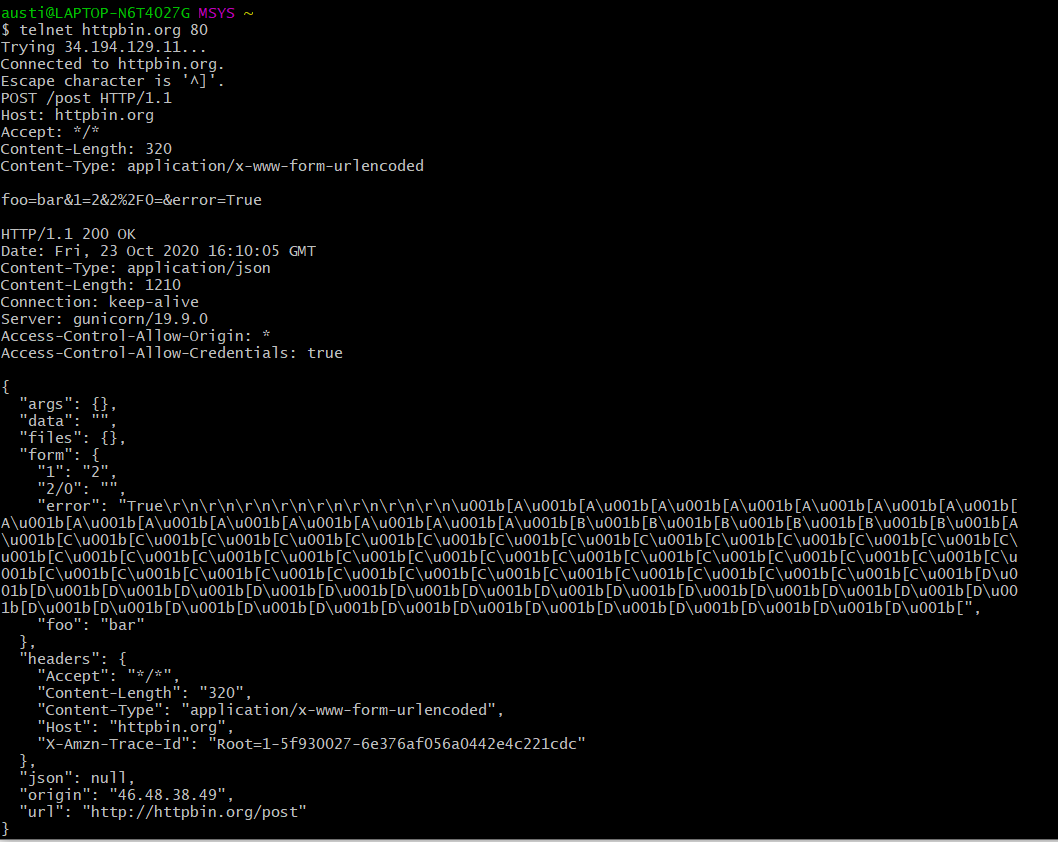 austi@LAPTOP-N6T4O27G MSYS ~
$ telnet httpbin.org 80
Trying 34.194.129.11...
Connected to httpbin.org.
Escape character is '^]'.
POST /post HTTP/1.1
Host: httpbin.org
Accept: */*
Content-Length: 320
Content-Type: application/x-www-form-urlencoded

foo=bar&1=2&2%2F0=&error=True

HTTP/1.1 200 OK
Date: Fri, 23 Oct 2020 16:10:05 GMT
Content-Type: application/json
Content-Length: 1210
Connection: keep-alive
Server: gunicorn/19.9.0
Access-Control-Allow-Origin: *
Access-Control-Allow-Credentials: true

{
  "args": {},
  "data": "",
  "files": {},
  "form": {
    "1": "2",
    "2/0": "",
    "error": "True\r\n\r\n\r\n\r\n\r\n\r\n\r\n\r\n\u001b[A\u001b[A\u001b[A\u001b[A\u001b[A\u001b[A\u001b[A\u001b[
A\u001b[A\u001b[A\u001b[A\u001b[A\u001b[A\u001b[A\u001b[A\u001b[B\u001b[B\u001b[B\u001b[B\u001b[B\u001b[B\u001b[A
\u001b[C\u001b[C\u001b[C\u001b[C\u001b[C\u001b[C\u001b[C\u001b[C\u001b[C\u001b[C\u001b[C\u001b[C\u001b[C\u001b[C\
u001b[C\u001b[C\u001b[C\u001b[C\u001b[C\u001b[C\u001b[C\u001b[C\u001b[C\u001b[C\u001b[C\u001b[C\u001b[C\u001b[C\u
001b[C\u001b[C\u001b[C\u001b[C\u001b[C\u001b[C\u001b[C\u001b[C\u001b[C\u001b[C\u001b[C\u001b[C\u001b[C\u001b[D\u0
01b[D\u001b[D\u001b[D\u001b[D\u001b[D\u001b[D\u001b[D\u001b[D\u001b[D\u001b[D\u001b[D\u001b[D\u001b[D\u001b[D\u00
1b[D\u001b[D\u001b[D\u001b[D\u001b[D\u001b[D\u001b[D\u001b[D\u001b[D\u001b[D\u001b[D\u001b[D\u001b[",
    "foo": "bar"
  },
  "headers": {
    "Accept": "*/*",
    "Content-Length": "320",
    "Content-Type": "application/x-www-form-urlencoded",
    "Host": "httpbin.org",
    "X-Amzn-Trace-Id": "Root=1-5f930027-6e376af056a0442e4c221cdc"
  },
  "json": null,
  "origin": "46.48.38.49",
  "url": "http://httpbin.org/post"
}